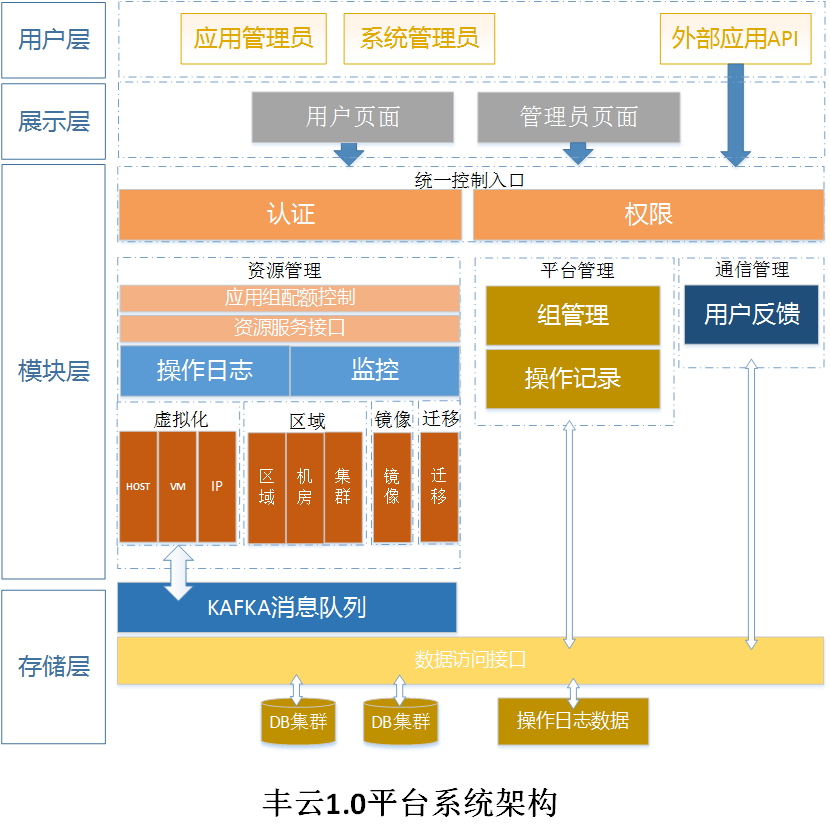 用户层
应用管理员
系统管理员
外部应用API
展示层
用户页面
管理员页面
模块层
统一控制入口
认证
权限
资源管理
平台管理
通信管理
应用组配额控制
资源服务接口
操作日志
监控
组管理
操作记录
用户反馈
虚拟化
区域
镜像
迁移
HOST
VM
IP
区域
机房
集群
镜像
迁移
存储层
KAFKA消息队列
数据访问接口
DB集群
DB集群
操作日志数据
丰云1.0平台系统架构